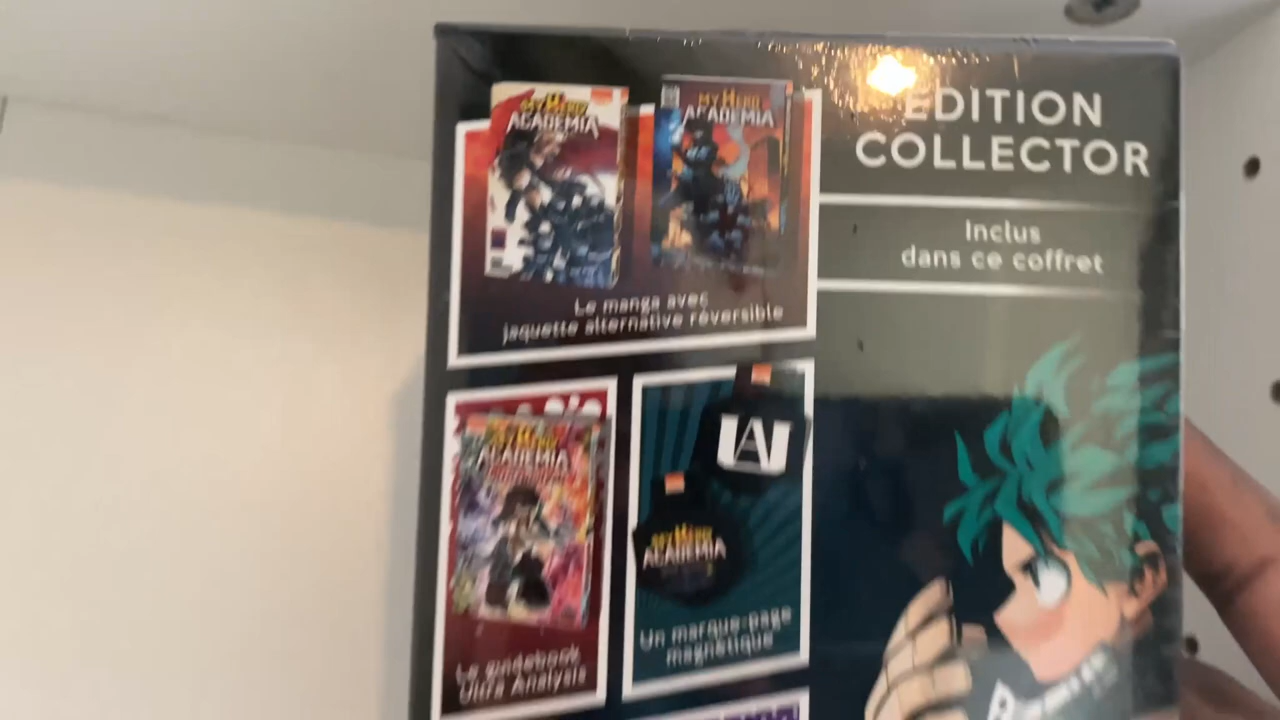 MY HERO
ACADEMIA
MY HERO
ACADEMIA
Le manga avec
jaquette alternative réversible
EDITION
COLLECTOR
Inclus
dans ce coffret
MY HERO
ACADEMIA
Le guidebook
Ultra Analysis
UA
MY HERO
ACADEMIA
Un marque-page
magnétique